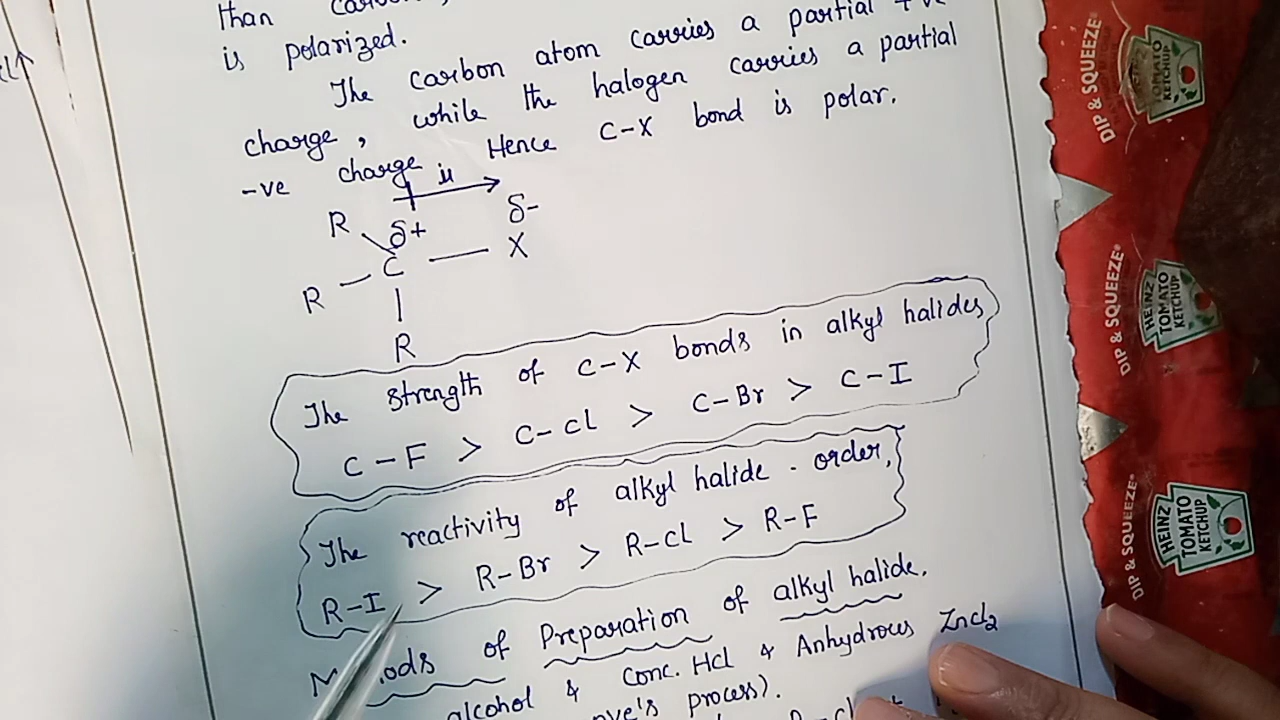 than
is polarized.
The carbon atom carries a partial +ve
charge, while the halogen carries a partial
-ve charge. Hence C-X bond is polar.
μ
R δ+ δ-
R - C - X
R
The strength of C-X bonds in alkyl halides
C-F > C-Cl > C-Br > C-I
The reactivity of alkyl halide - order,
R-I > R-Br > R-Cl > R-F
of Preparation of alkyl halide.
alcohol & Conc. HCl & Anhydrous ZnCl2
process).
DIP & SQUEEZE®
TOMATO
KETCHUP
DIP & SQUEEZE®
HEINZ
TOMATO
KETCHUP
DIP & SQUEEZE®
HEINZ
TOMATO
KETCHUP